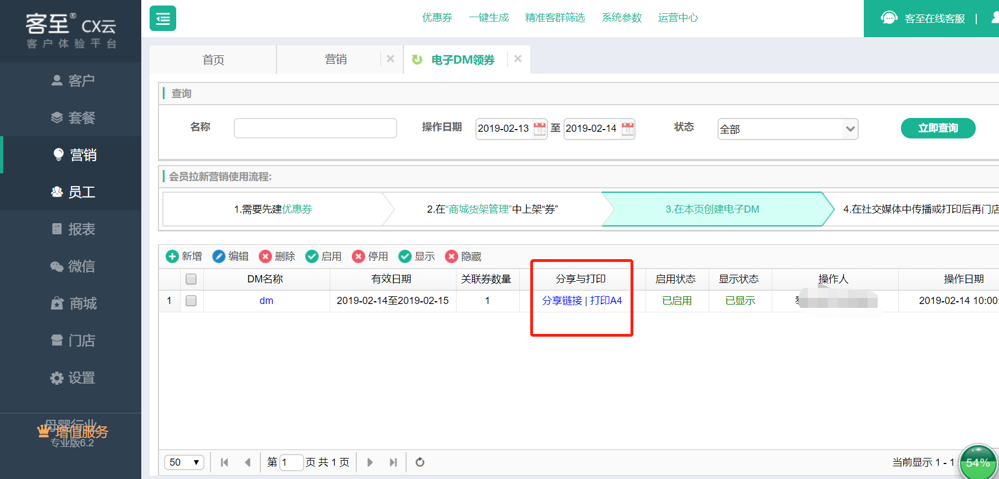 客至® CX云
客户体验平台
客户
套餐
营销
员工
报表
微信
商城
门店
设置
母婴行业
增值服务
专业版6.2
优惠券 一键生成 精准客群筛选 系统参数 运营中心
客至在线客服 |
首页 营销 电子DM领券
查询
名称 操作日期 2019-02-13 至 2019-02-14 状态 全部 立即查询
会员拉新营销使用流程:
1.需要先建优惠券 2.在“商城货架管理”中上架“券” 3.在本页创建电子DM 4.在社交媒体中传播或打印后再门店
新增 编辑 删除 启用 停用 显示 隐藏
DM名称 有效日期 关联券数量 分享与打印 启用状态 显示状态 操作人 操作日期
1 dm 2019-02-14至2019-02-15 1 分享链接 | 打印A4 已启用 已显示 2019-02-14 10:00:
50 第 1 页 共 1 页 当前显示 1 - 1
54%